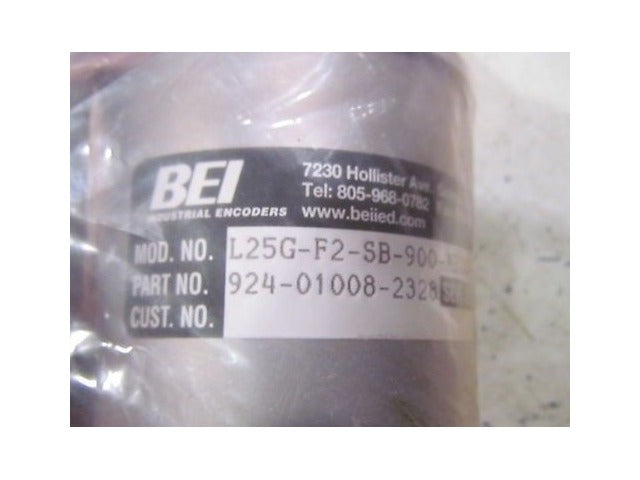 BEI
INDUSTRIAL ENCODERS
7230 Hollister Ave.
Tel: 805-968-0782
www.beiied.com
MOD. NO. L25G-F2-SB-900-
PART NO. 924-01008-2328
CUST. NO.